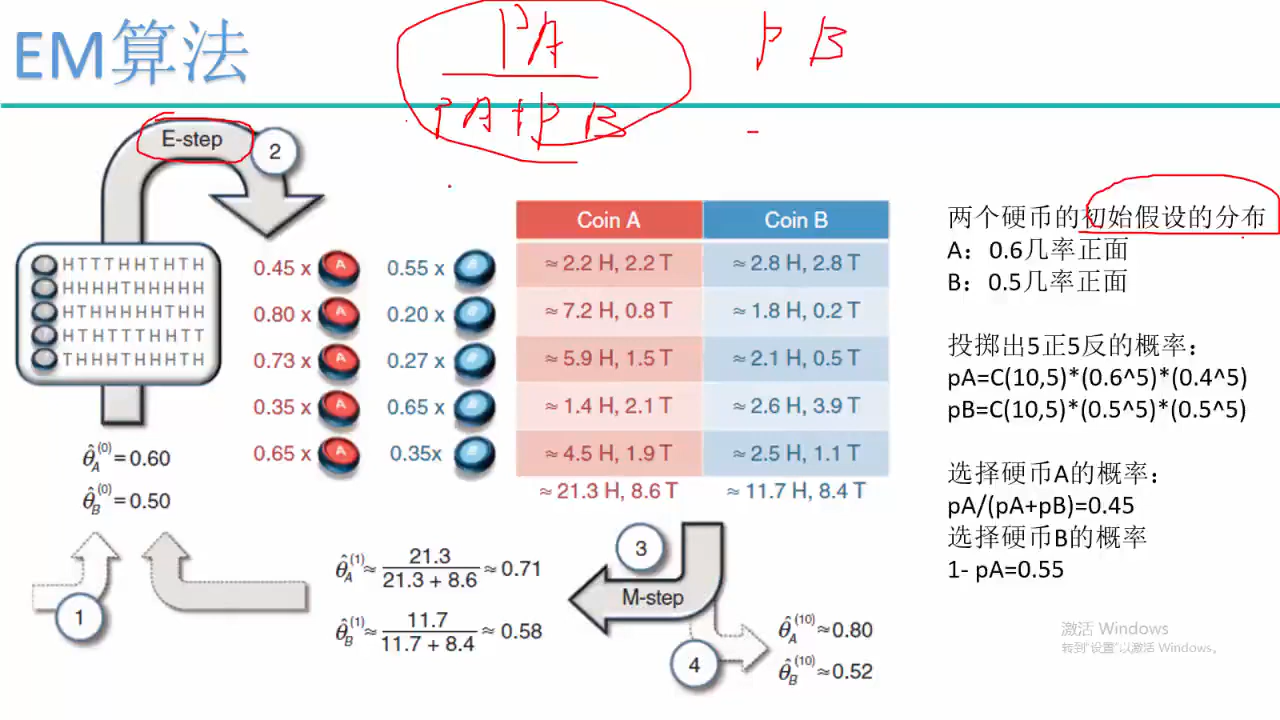 EM算法
PA
PA+PB
PB
E-step
2
HTTTHHTHTH
HHHHTHHHHH
HTHHHHHTHH
HTHTTTHHTT
THHHTHHHTH
0.45 x A 0.55 x
0.80 x A 0.20 x
0.73 x A 0.27 x
0.35 x A 0.65 x
0.65 x A 0.35x
Coin A Coin B
≈ 2.2 H, 2.2 T ≈ 2.8 H, 2.8 T
≈ 7.2 H, 0.8 T ≈ 1.8 H, 0.2 T
≈ 5.9 H, 1.5 T ≈ 2.1 H, 0.5 T
≈ 1.4 H, 2.1 T ≈ 2.6 H, 3.9 T
≈ 4.5 H, 1.9 T ≈ 2.5 H, 1.1 T
≈ 21.3 H, 8.6 T ≈ 11.7 H, 8.4 T
θ̂A(0) = 0.60
θ̂B(0) = 0.50
1
θ̂A(1) ≈ 21.3 / 21.3 + 8.6 ≈ 0.71
θ̂B(1) ≈ 11.7 / 11.7 + 8.4 ≈ 0.58
3
M-step
4
θ̂A(10) ≈ 0.80
θ̂B(10) ≈ 0.52
两个硬币的初始假设的分布
A：0.6几率正面
B：0.5几率正面
投掷出5正5反的概率：
pA=C(10,5)*(0.6^5)*(0.4^5)
pB=C(10,5)*(0.5^5)*(0.5^5)
选择硬币A的概率：
pA/(pA+pB)=0.45
选择硬币B的概率
1- pA=0.55
激活 Windows
转到"设置"以激活 Windows。